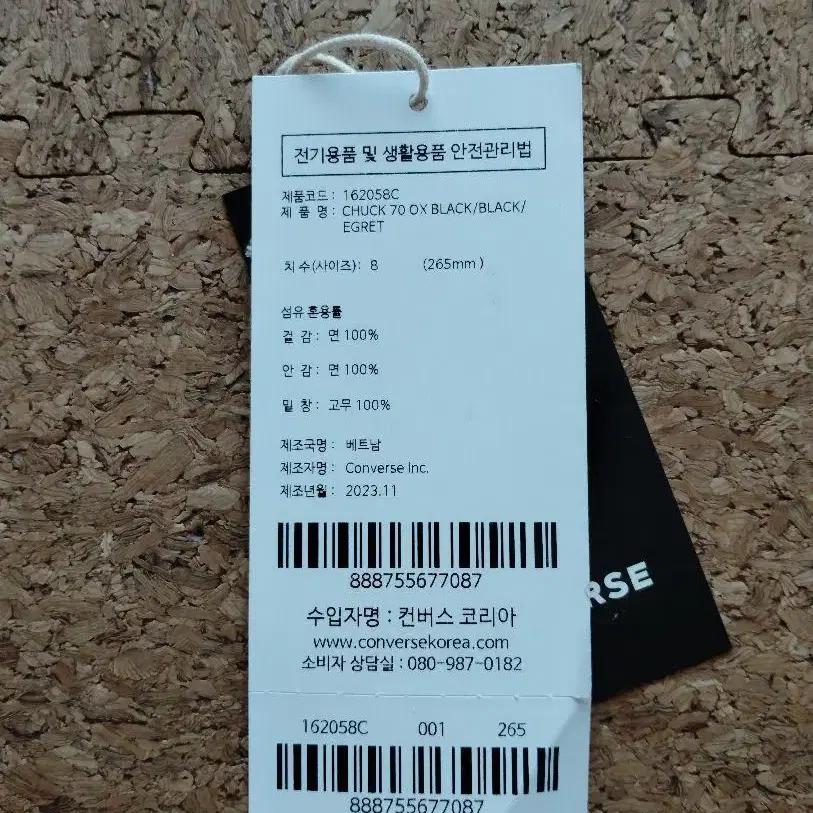 전기용품 및 생활용품 안전관리법
제품코드 : 162058C
제 품 명 : CHUCK 70 OX BLACK/BLACK/
EGRET
치 수(사이즈) : 8 (265mm )
섬유 혼용률
겉 감 : 면 100%
안 감 : 면 100%
밑 창 : 고무 100%
제조국명 : 베트남
제조자명 : Converse Inc.
제조년월 : 2023.11
888755677087
수입자명 : 컨버스 코리아
www.conversekorea.com
소비자 상담실 : 080-987-0182
RSE
162058C 001 265
888755677087